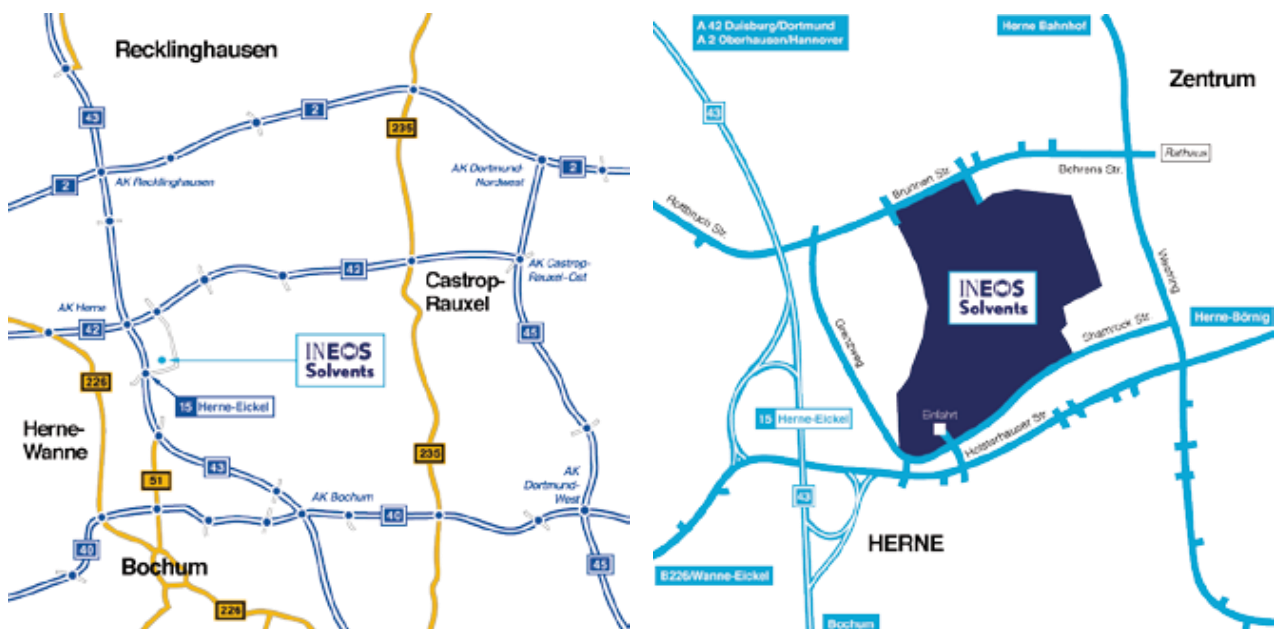 Recklinghausen
43
2
235
AK Dortmund-
Nordwest
2
2
AK Recklinghausen
42
Castrop-
Rauxel
AK Castrop-
Rauxel-Ost
AK Herne
42
45
INEOS
Solvents
226
15 Herne-Eickel
Herne-
Wanne
43
235
51
AK Bochum
AK
Dortmund-
West
40
40
Bochum
45
226
A 42 Duisburg/Dortmund
A 2 Oberhausen/Hannover
Herne Bahnhof
Zentrum
43
Rathaus
Behrens Str.
Brunnen Str.
Rottbruch Str.
INEOS
Solvents
Westring
Herne-Börnig
Shamrock Str.
Grenzweg
15 Herne-Eickel
Einfahrt
Holsterhauser Str.
43
HERNE
B226/Wanne-Eickel
Bochum